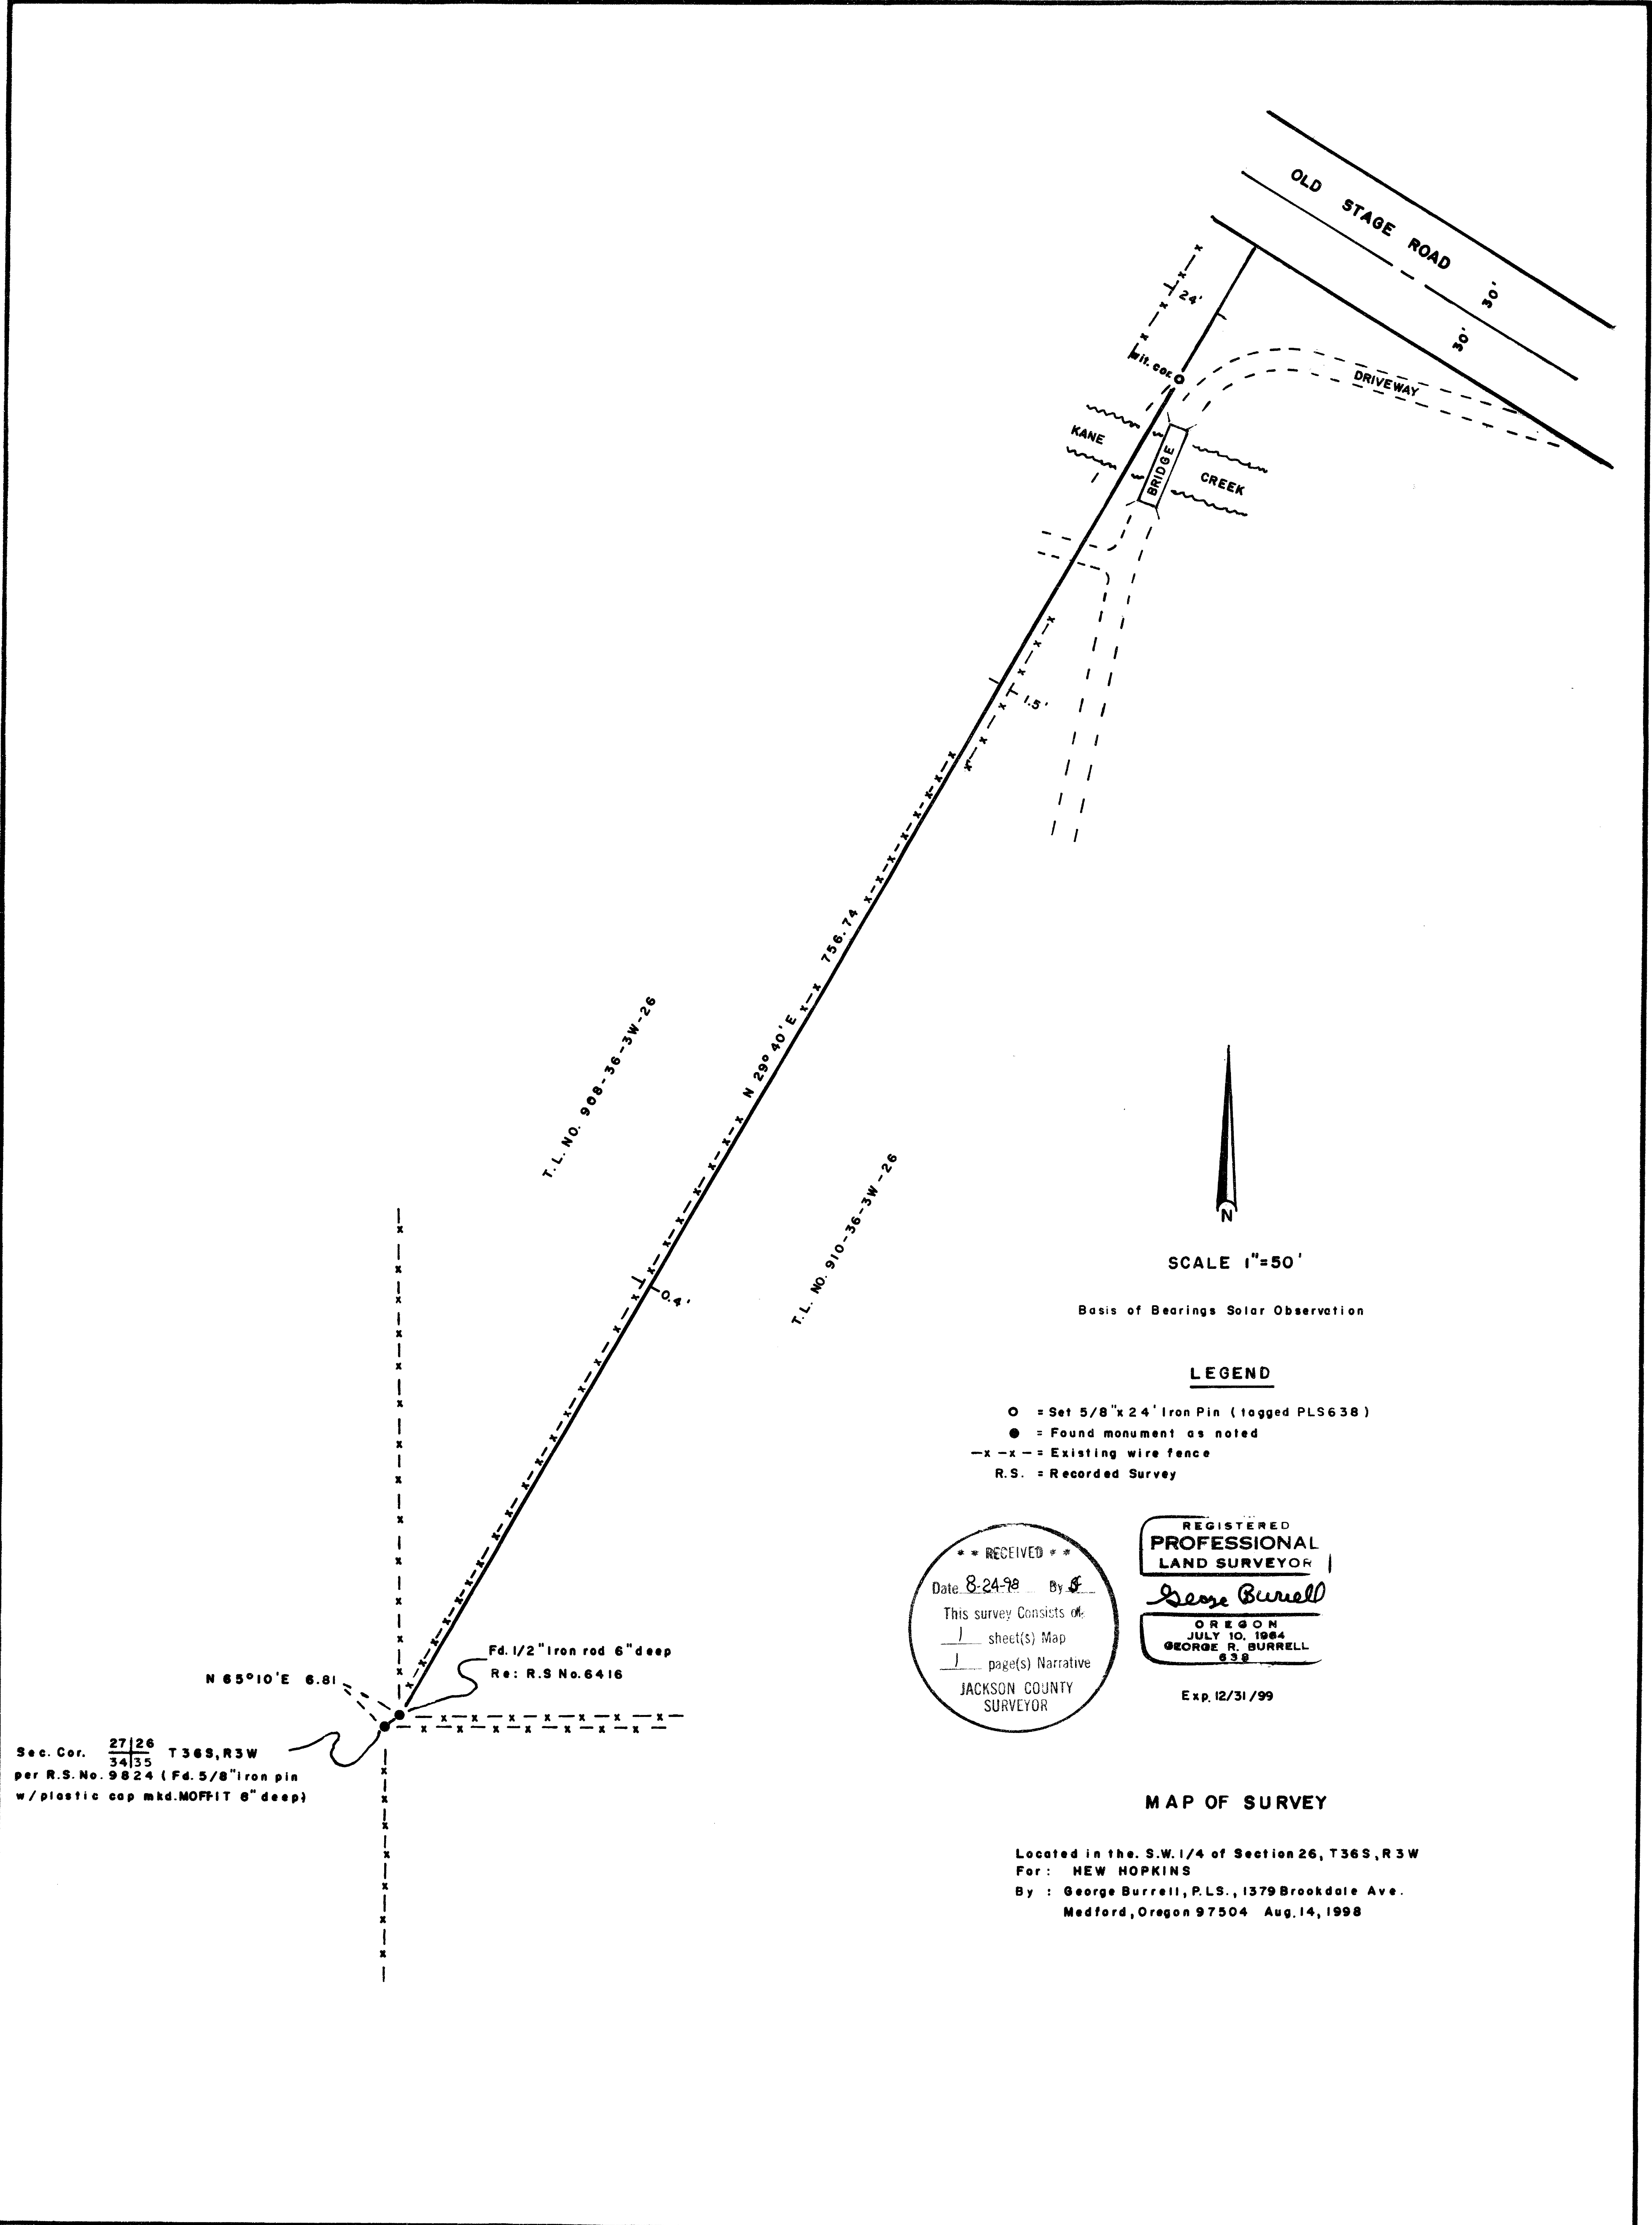 OLD STAGE ROAD
30'
30'
24'
wit. cor.
DRIVEWAY
KANE
CREEK
BRIDGE
1.5'
N 29° 40' E 756.74
T. L. NO. 908-36-3W-26
T. L. NO. 910-36-3W-26
0.4'
N
SCALE 1"=50'
Basis of Bearings Solar Observation
LEGEND
O = Set 5/8"x 24' Iron Pin (tagged PLS638)
● = Found monument as noted
—x —x — = Existing wire fence
R.S. = Recorded Survey
* * RECEIVED * *
Date 8-24-98 By
This survey Consists of:
1 sheet(s) Map
1 page(s) Narrative
JACKSON COUNTY
SURVEYOR
REGISTERED
PROFESSIONAL
LAND SURVEYOR
George Burrell
OREGON
JULY 10, 1964
GEORGE R. BURRELL
638
Exp. 12/31/99
Fd. 1/2" Iron rod 6" deep
Re: R.S No. 6416
N 65°10'E 6.81
Sec. Cor. 27|26 T36S, R3W
34|35
per R.S. No. 9824 (Fd. 5/8" iron pin
w/plastic cap mkd. MOFFIT 8" deep)
MAP OF SURVEY
Located in the. S.W. 1/4 of Section 26, T36S, R3W
For: HEW HOPKINS
By : George Burrell, P.LS., 1379 Brookdale Ave.
Medford, Oregon 97504 Aug. 14, 1998